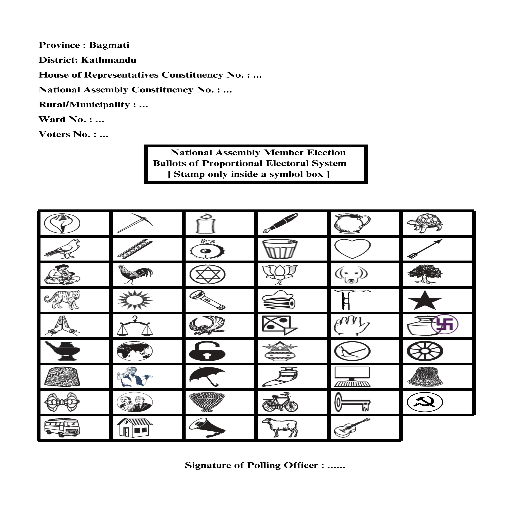 Province : Bagmati
District: Kathmandu
House of Representatives Constituency No. : ...
National Assembly Constituency No. : ...
Rural/Municipality : ...
Ward No. : ...
Voters No. : ...
National Assembly Member Election
Ballots of Proportional Electoral System
[ Stamp only inside a symbol box ]
Signature of Polling Officer : ......